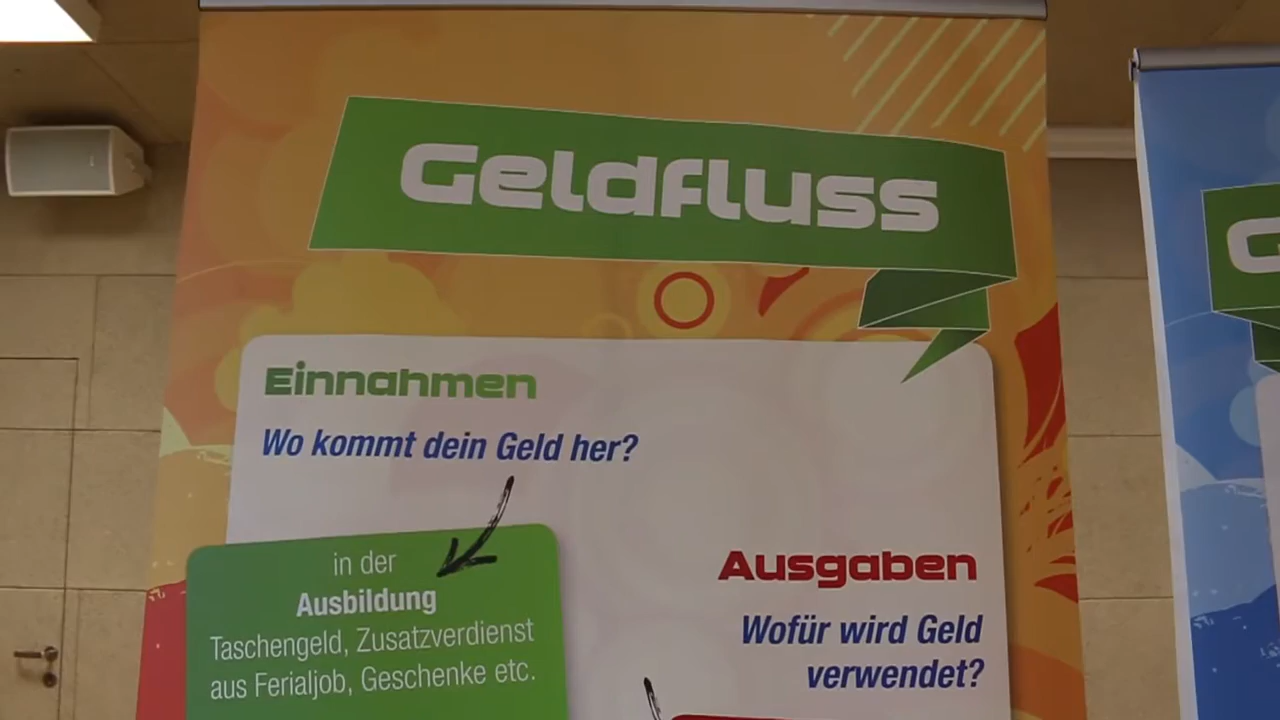 Geldfluss
Einnahmen
Wo kommt dein Geld her?
in der
Ausbildung
Taschengeld, Zusatzverdienst
aus Ferialjob, Geschenke etc.
Ausgaben
Wofür wird Geld
verwendet?
G